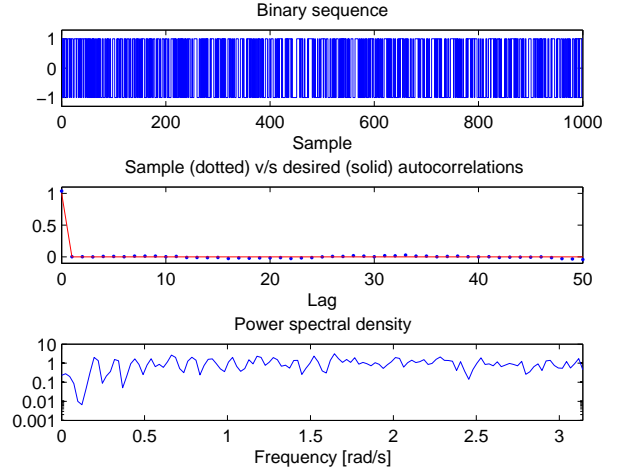 Binary sequence
1
0
−1
0 200 400 600 800 1000
Sample
Sample (dotted) v/s desired (solid) autocorrelations
1
0.5
0
0 10 20 30 40 50
Lag
Power spectral density
10
1
0.1
0.01
0.001
0 0.5 1 1.5 2 2.5 3
Frequency [rad/s]